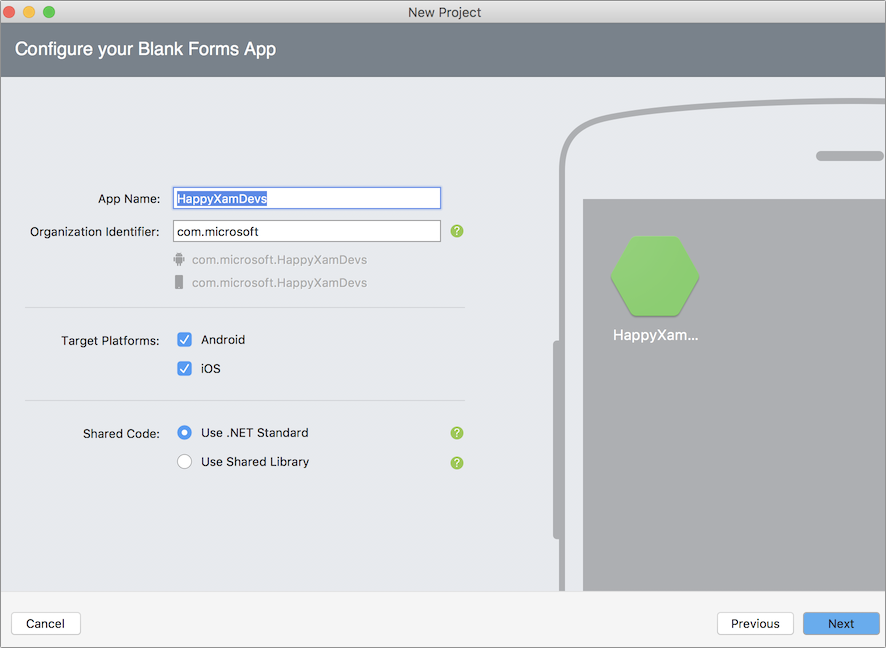 New Project
Configure your Blank Forms App
App Name: HappyXamDevs
Organization Identifier: com.microsoft ?
com.microsoft.HappyXamDevs
com.microsoft.HappyXamDevs
Target Platforms: Android
iOS
Shared Code: Use .NET Standard ?
Use Shared Library ?
HappyXam...
Cancel Previous Next